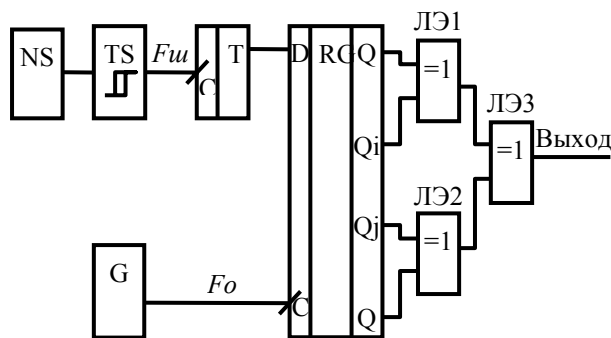 ЛЭ1
NS
TS
Fш
С
T
D
RG
Q
=1
ЛЭ3
Qi
=1
Выход
ЛЭ2
Qj
=1
G
Fo
С
Q